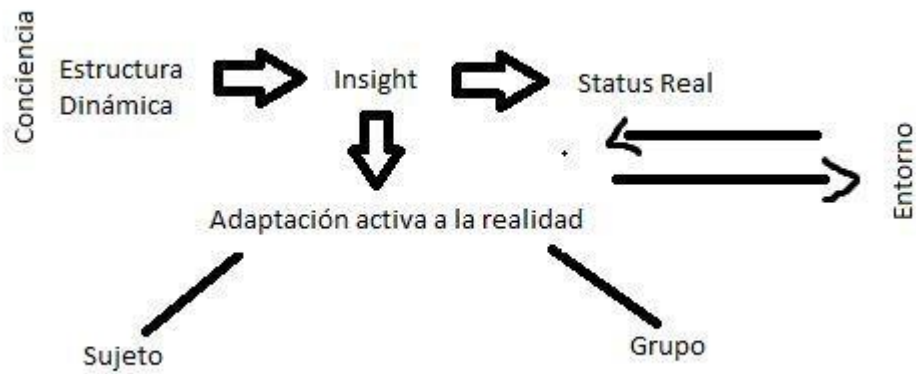 Conciencia
Estructura
Dinámica
Insight
Status Real
Entorno
Adaptación activa a la realidad
Sujeto
Grupo